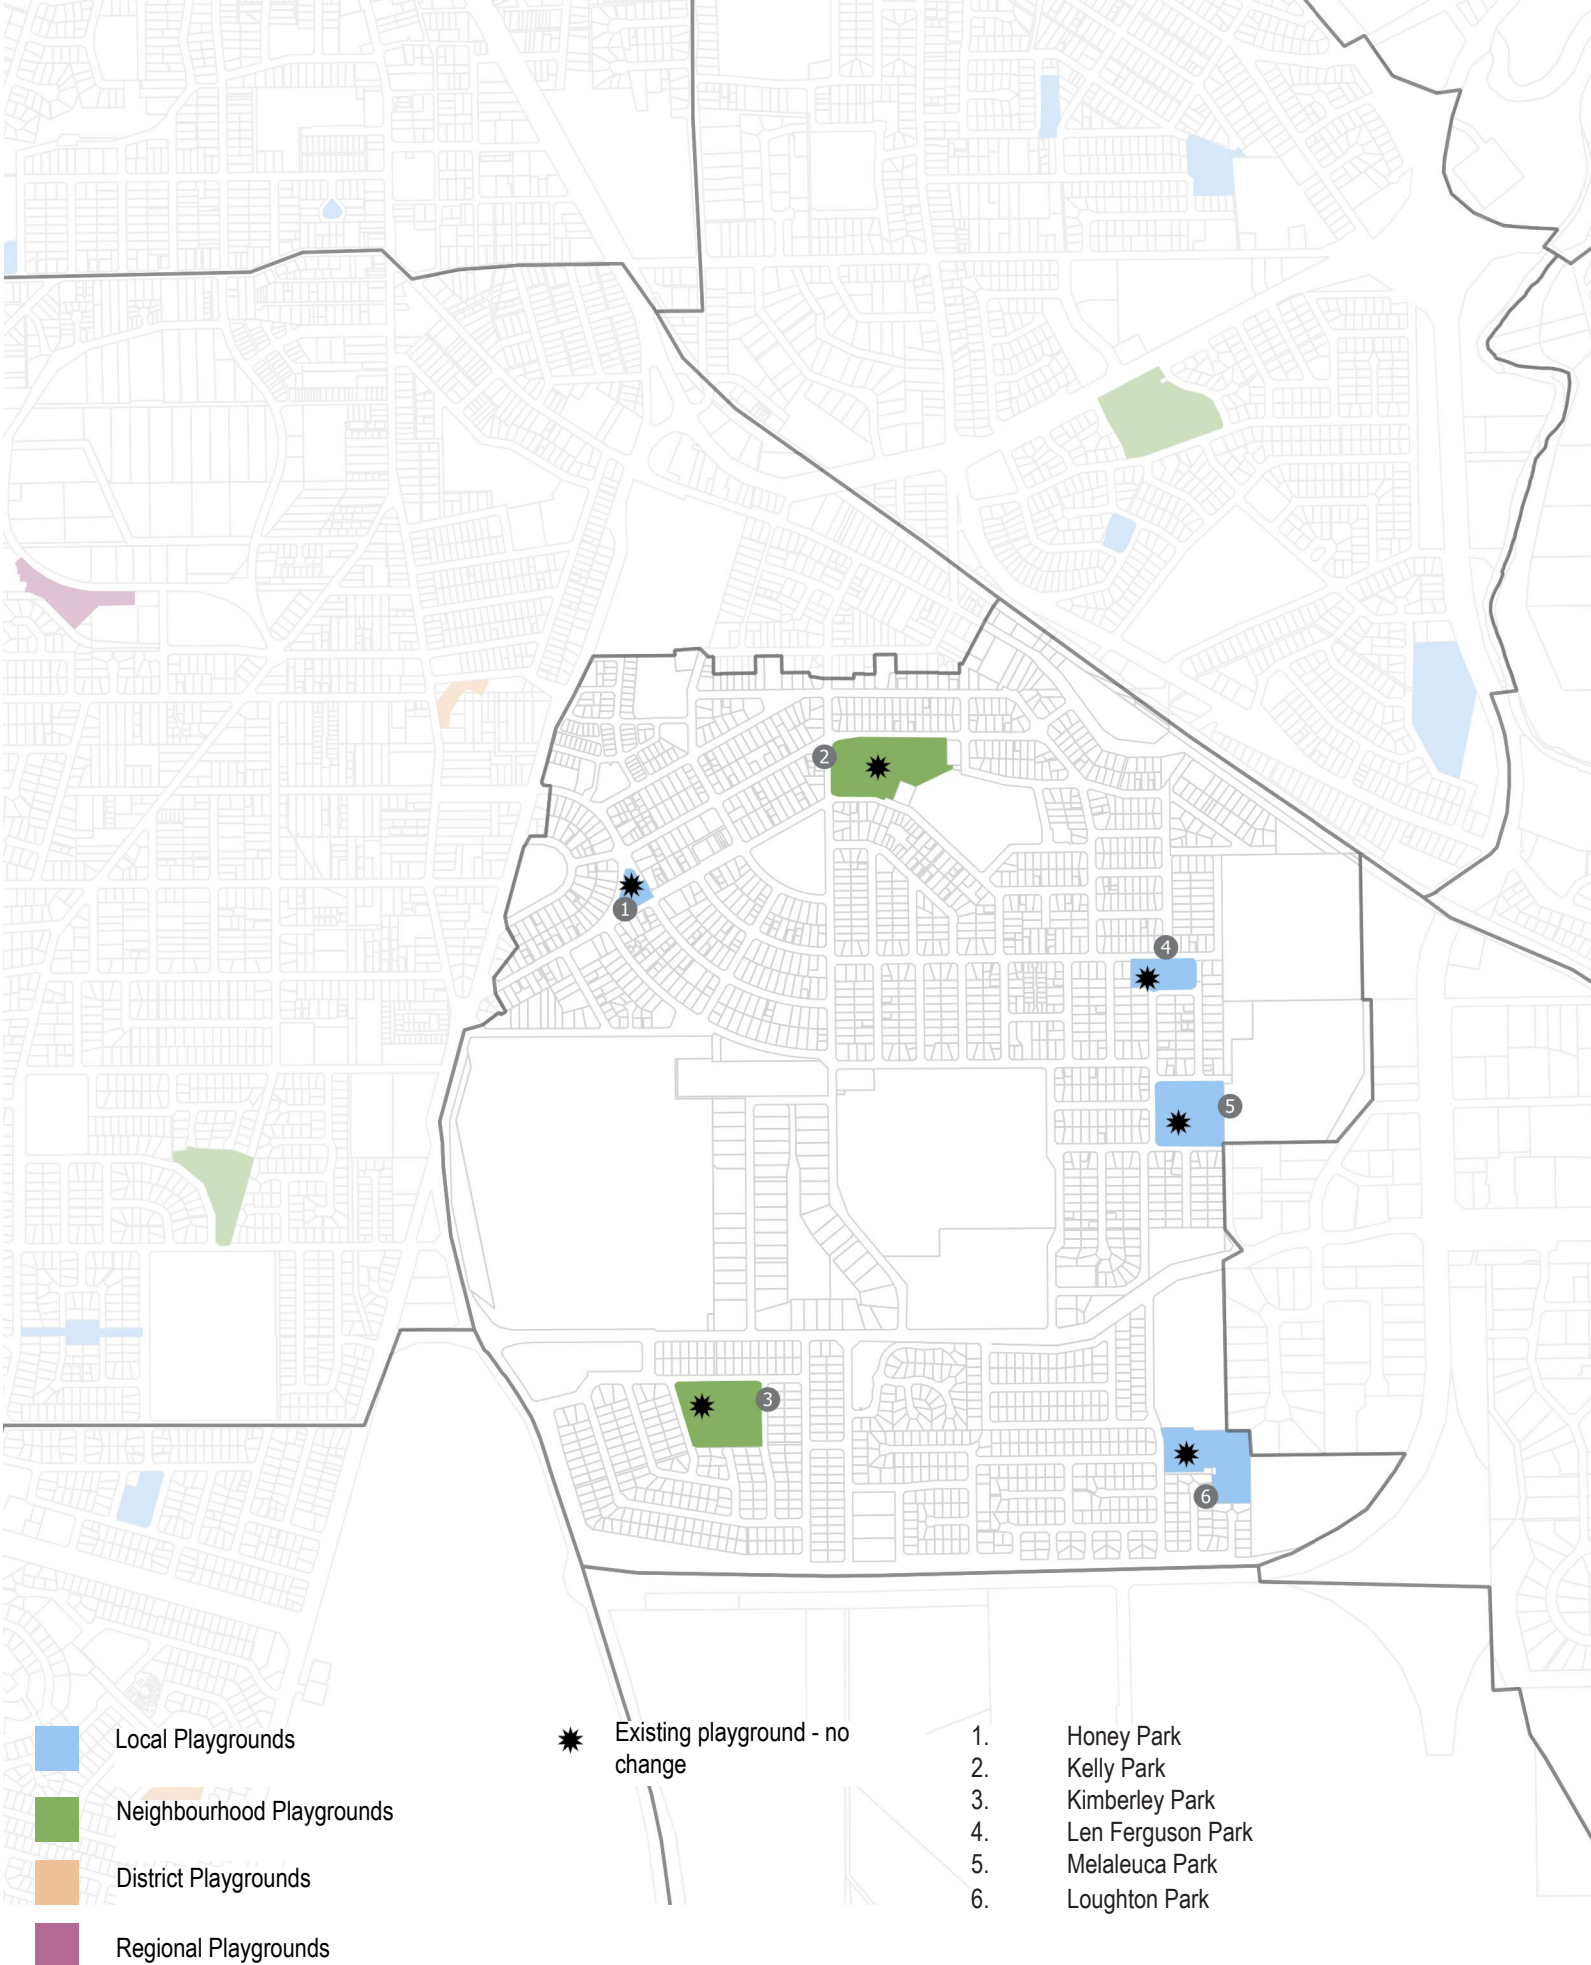 2
1
4
5
3
6
Local Playgrounds
Neighbourhood Playgrounds
District Playgrounds
Regional Playgrounds
Existing playground - no
change
1. Honey Park
2. Kelly Park
3. Kimberley Park
4. Len Ferguson Park
5. Melaleuca Park
6. Loughton Park